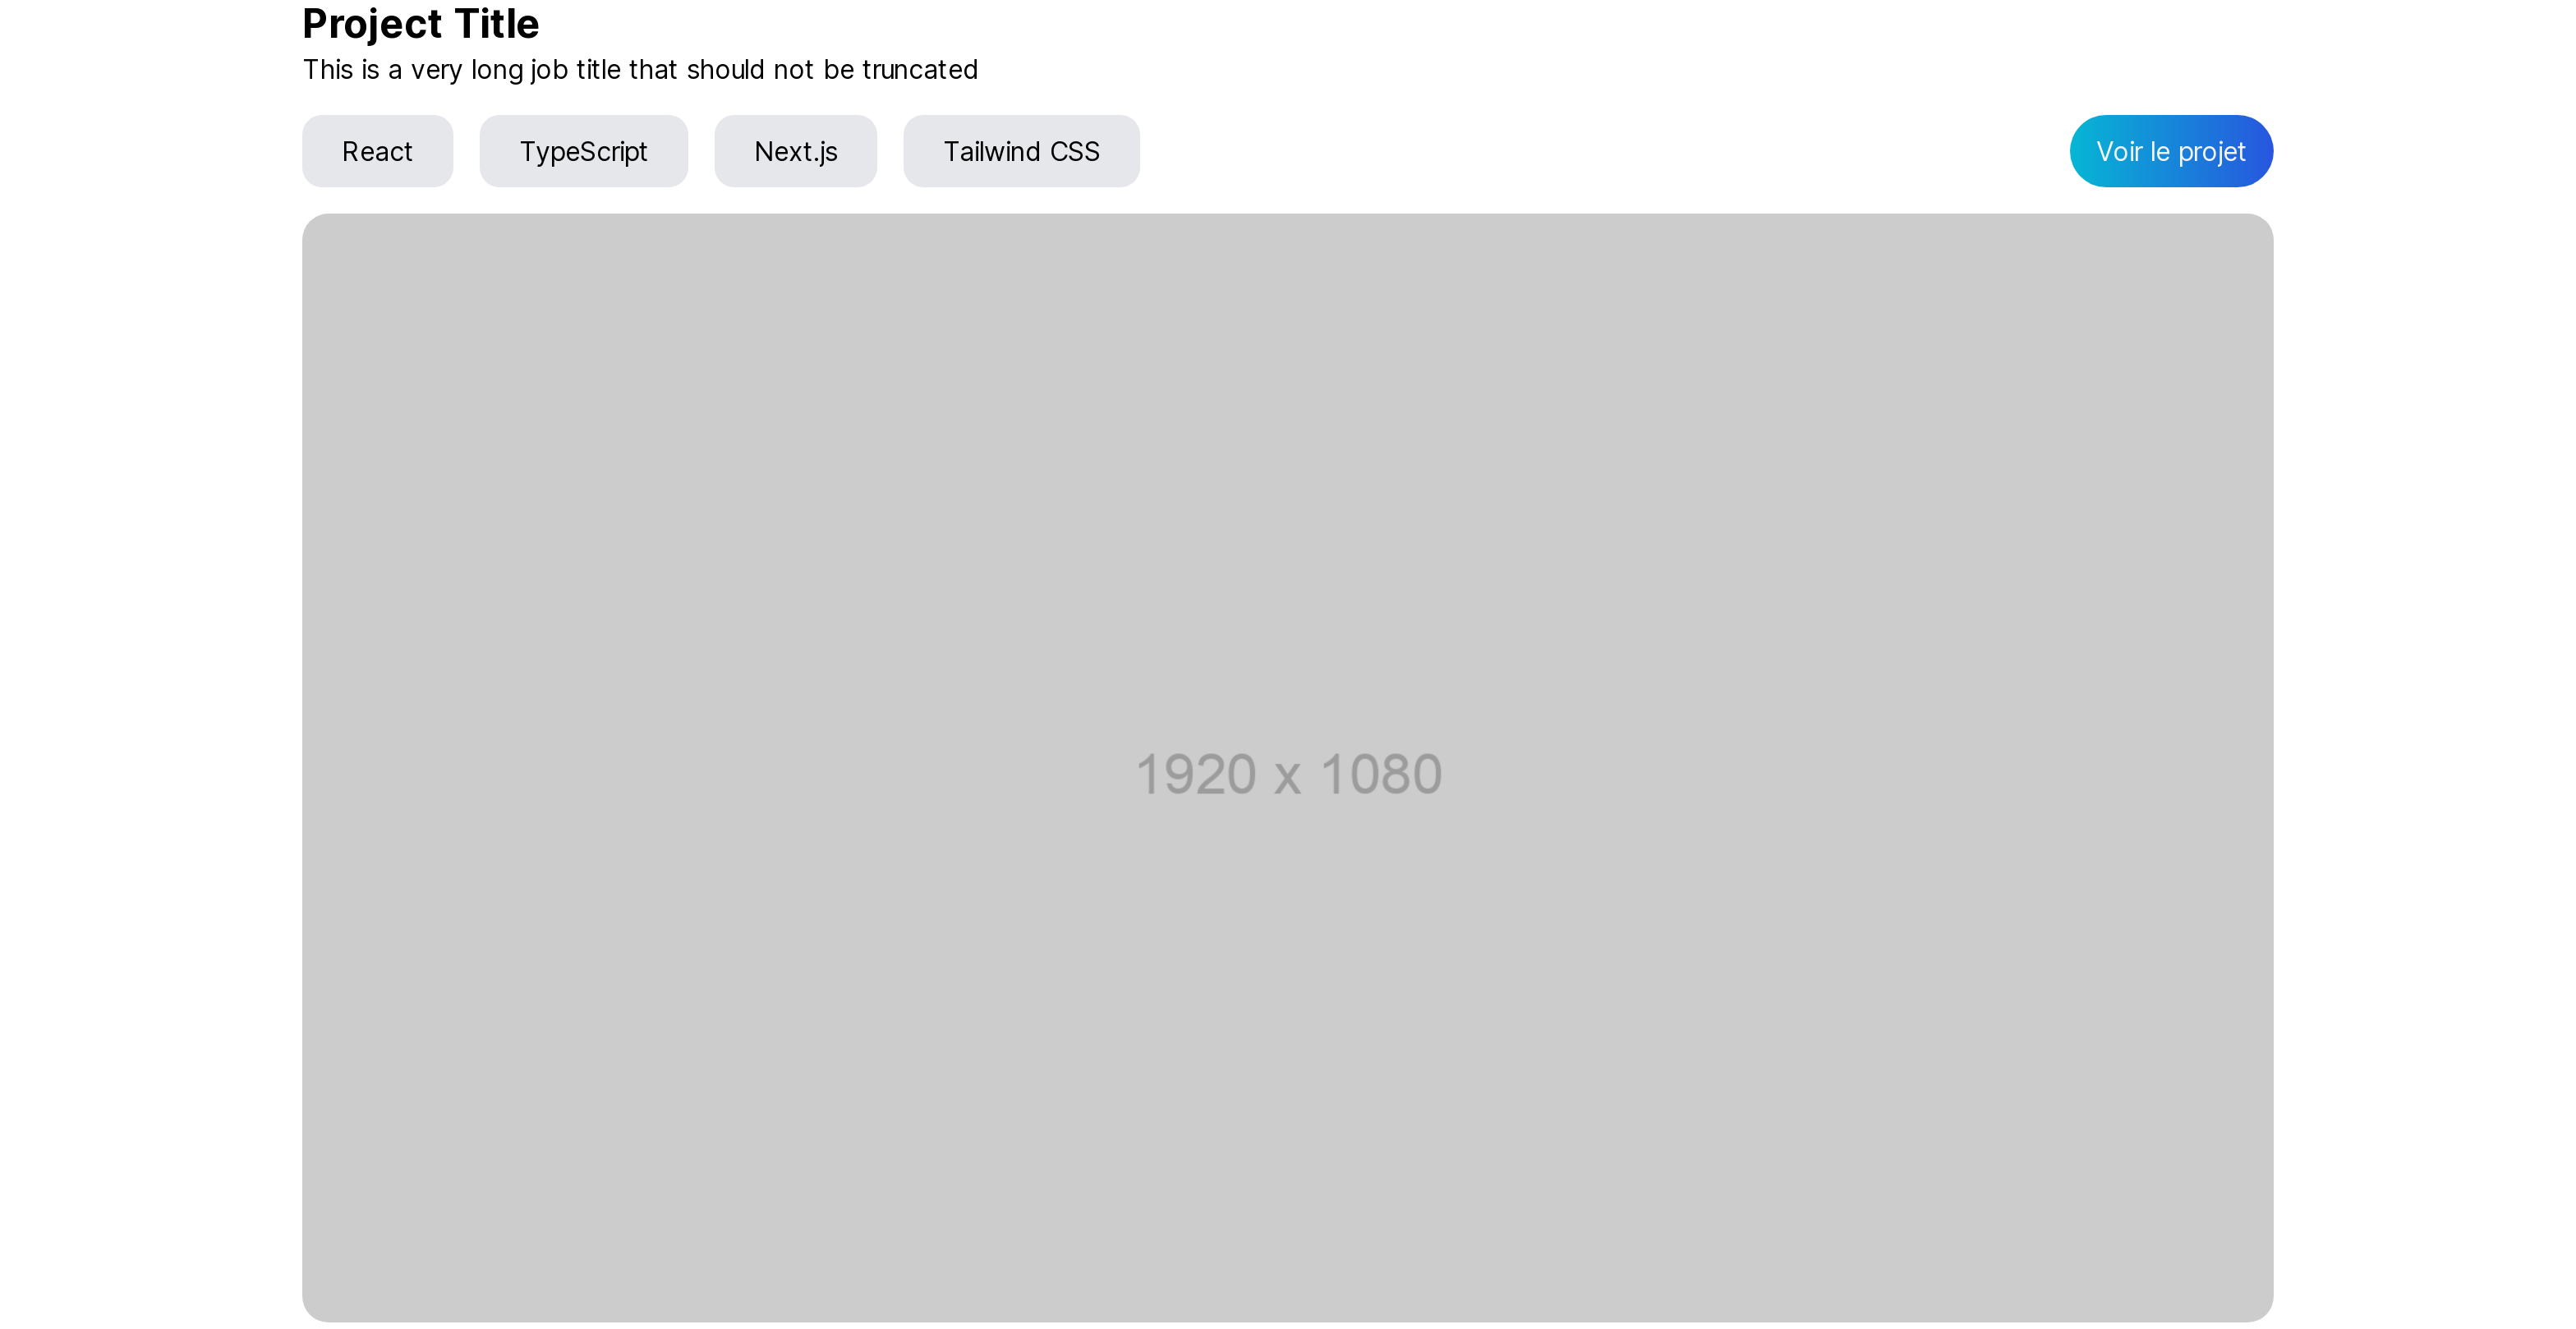 Project Title
This is a very long job title that should not be truncated
React TypeScript Next.js Tailwind CSS Voir le projet
1920 x 1080